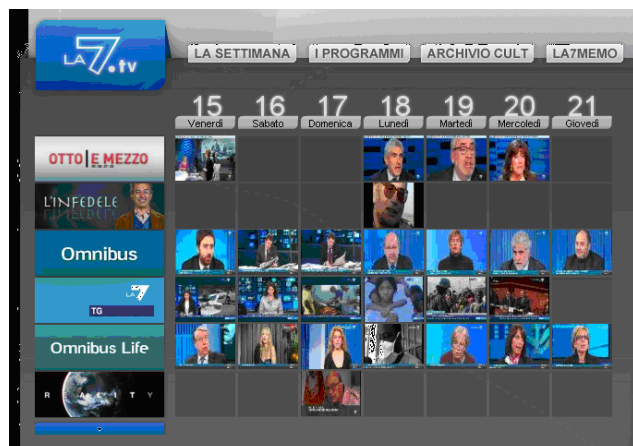 LA7.tv
LA SETTIMANA
I PROGRAMMI
ARCHIVIO CULT
LA7MEMO
15 16 17 18 19 20 21
Venerdì Sabato Domenica Lunedì Martedì Mercoledì Giovedì
OTTO E MEZZO
L'INFEDELE
Omnibus
LA7
TG
Omnibus Life
REALITY